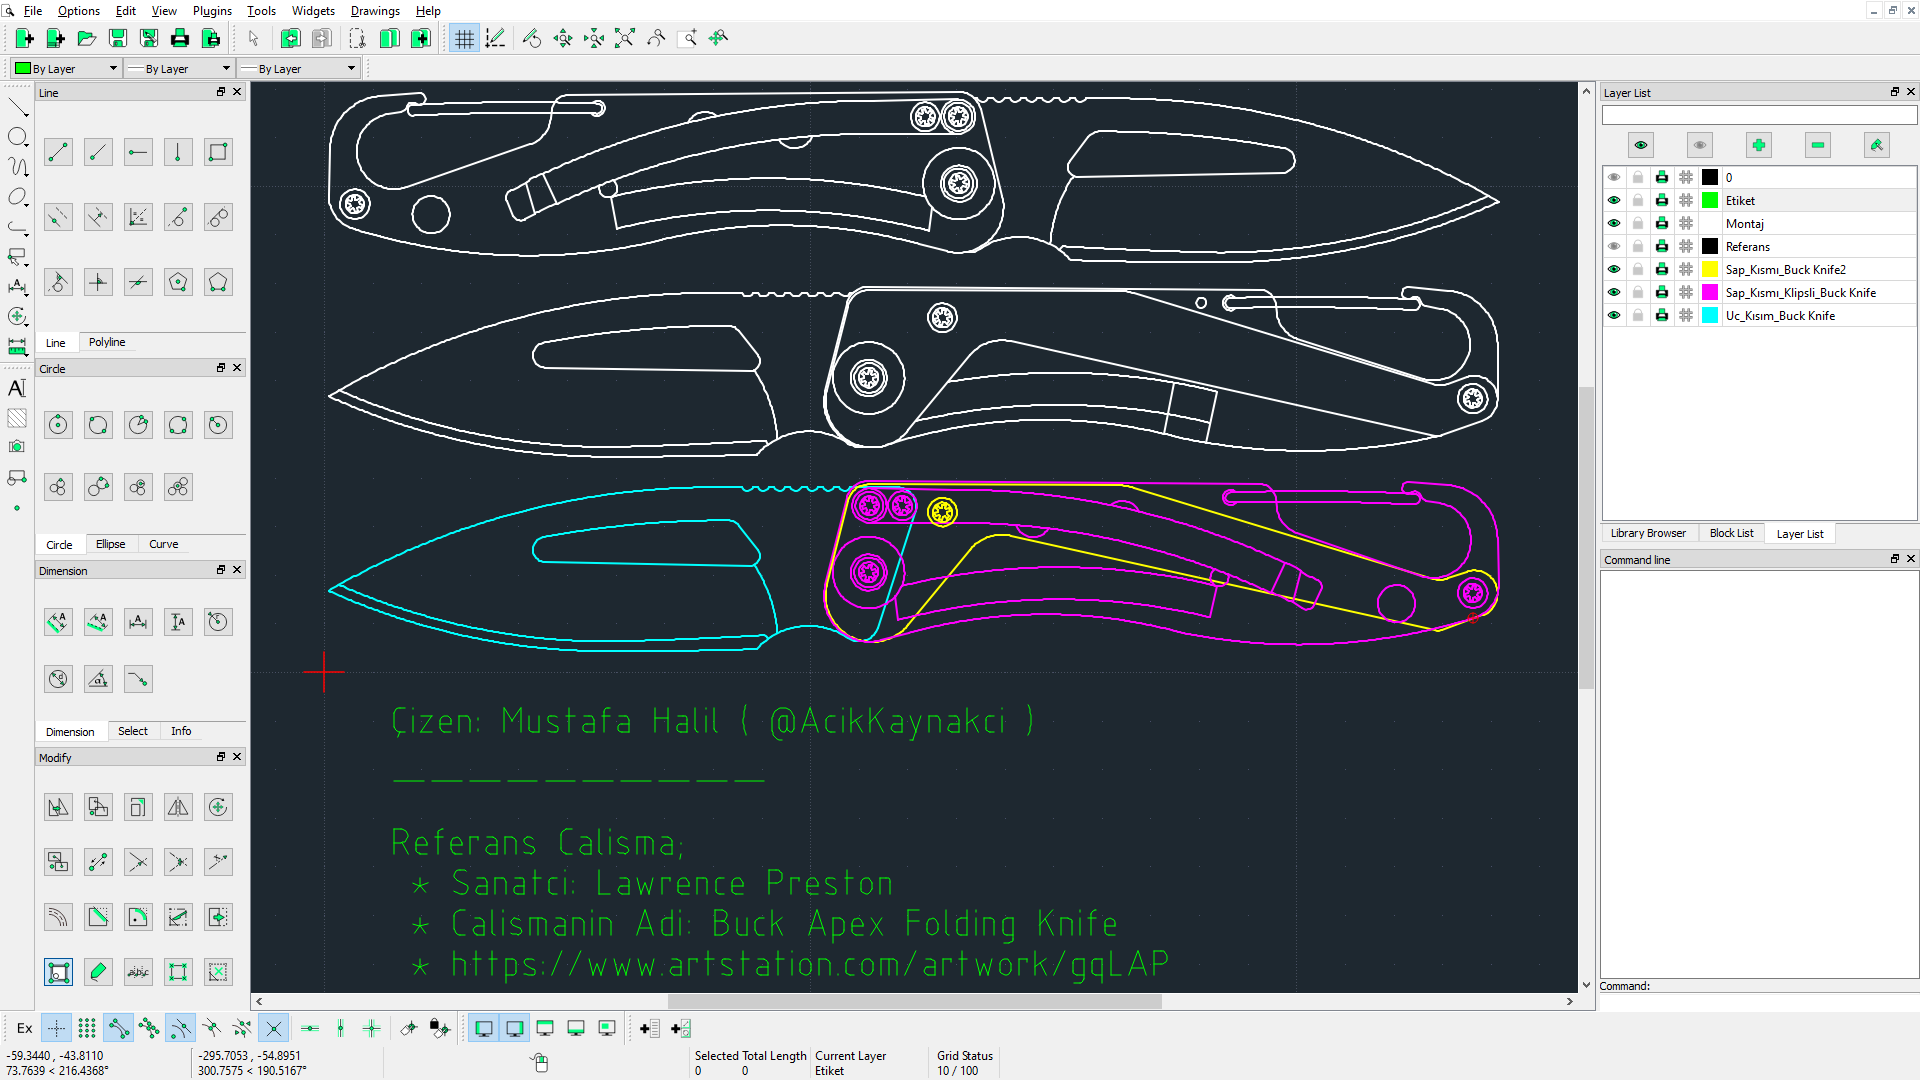 File Options Edit View Plugins Tools Info Widgets Drawings Help
By Layer By Layer By Layer
Line
Line Polyline
Circle
Circle Ellipse Curve
Dimension
Dimension Select Info
Modify
Çizen: Mustafa Halil ( @AcikKaynakci )
Referans Calisma;
* Sanatci: Lawrence Preston
* Calismanin Adi: Buck Apex Folding Knife
* https://www.artstation.com/artwork/gqLAP
Layer List
0
Etiket
Montaj
Referans
Sap_Kısmı_Buck Knife2
Sap_Kısmı_Klipsli_Buck Knife
Uc_Kısım_Buck Knife
Library Browser Block List Layer List
Command line
Command:
Ex
-59.3440 , -43.8110
73.7639 < 216.4368°
-295.7053 , -54.8951
300.7575 < 190.5167°
Selected Total Length
0 0
Current Layer
Etiket
Grid Status
10 / 100